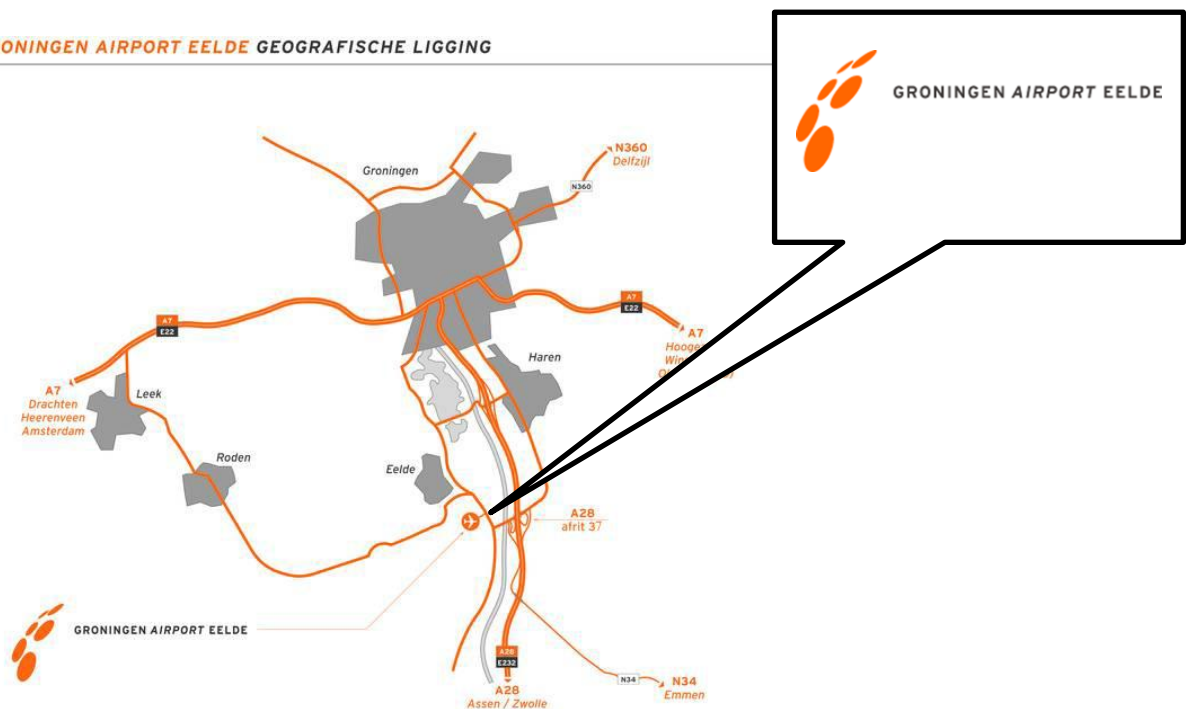 ONINGEN AIRPORT EELDE GEOGRAFISCHE LIGGING
GRONINGEN AIRPORT EELDE
N360
Delfzijl
Groningen
N360
A7
E22
A7
E22
A7
Haren
A7
Drachten
Heerenveen
Amsterdam
Leek
Roden
Eelde
A28
afrit 37
GRONINGEN AIRPORT EELDE
A28
E232
N34
N34
Emmen
A28
Assen / Zwolle